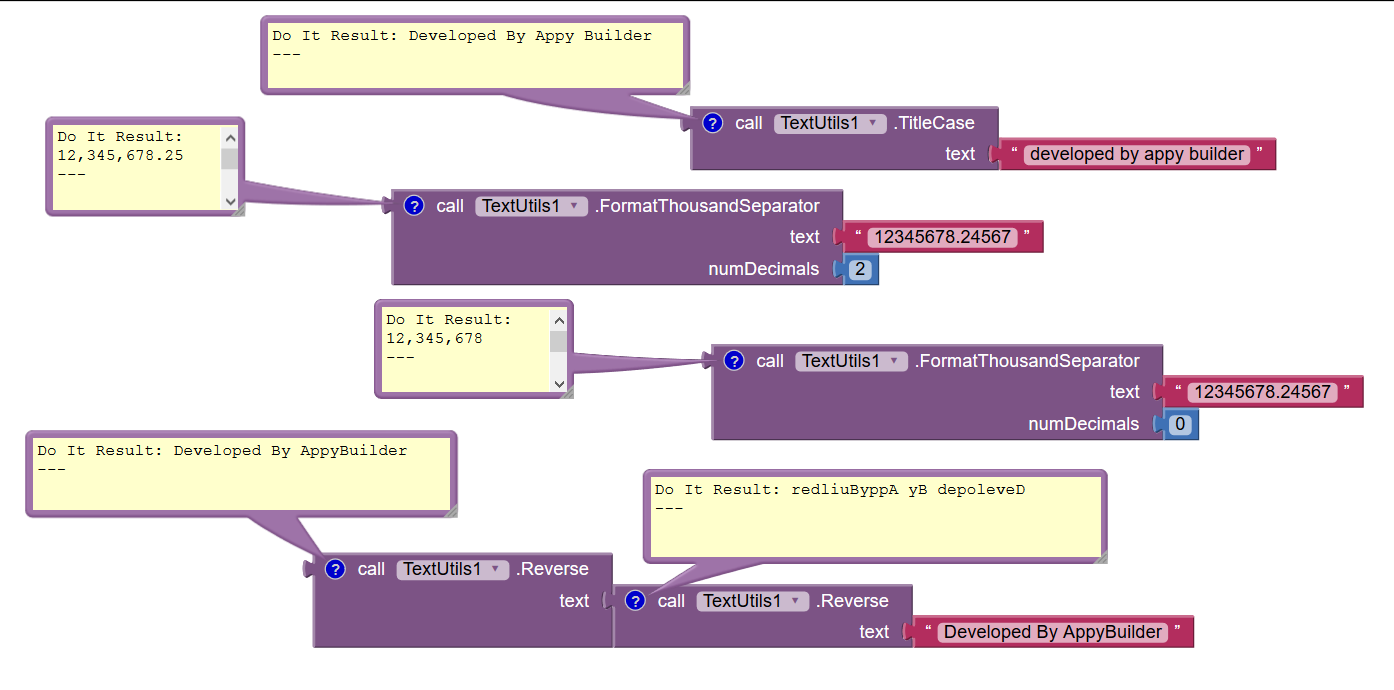 Do It Result: Developed By Appy Builder
---
? call TextUtils1 ▾ .TitleCase
text “ developed by appy builder ”
Do It Result:
12,345,678.25
---
? call TextUtils1 ▾ .FormatThousandSeparator
text “ 12345678.24567 ”
numDecimals 2
Do It Result:
12,345,678
---
? call TextUtils1 ▾ .FormatThousandSeparator
text “ 12345678.24567 ”
numDecimals 0
Do It Result: Developed By AppyBuilder
---
Do It Result: redliuByppA yB depoleveD
---
? call TextUtils1 ▾ .Reverse
text ? call TextUtils1 ▾ .Reverse
text “ Developed By AppyBuilder ”